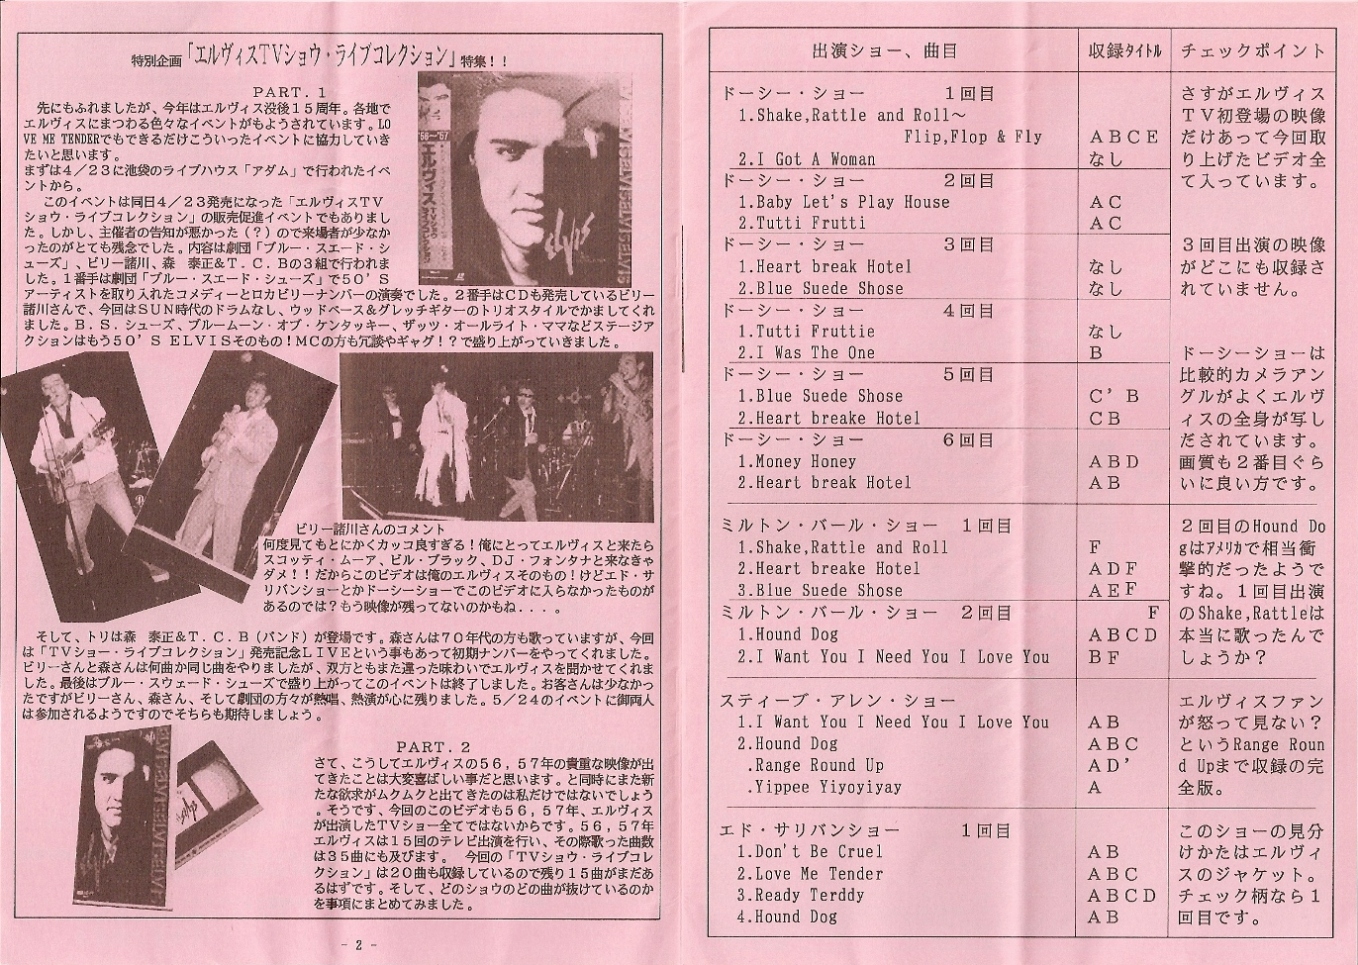 特別企画「エルヴィスTVショウ・ライブコレクション」特集!!
PART.1
先にもふれましたが、今年はエルヴィス没後15周年。各地で
エルヴィスにまつわる色々なイベントがもようされています。LO
VE ME TENDERでもできるだけこういったイベントに協力していき
たいと思います。
まずは4/23に池袋のライブハウス「アダム」で行われたイベ
ントから。
このイベントは同日4/23発売になった「エルヴィスTV
ショウ・ライブコレクション」の販売促進イベントでもありまし
た。しかし、主催者の告知が悪かった(?)ので来場者が少なか
ったのがとても残念でした。内容は劇団「ブルー・スエード・シ
ューズ」、ビリー諸川、森 泰正&T.C.Bの3組で行われま
した。1番手は劇団「ブルー・スエード・シューズ」で50'S
アーティストを取り入れたコメディーとロカビリーナンバーの演奏でした。2番手はCDも発売しているビリー
諸川さんで、今回はSUN時代のドラムなし、ウッドベース&グレッチギターのトリオスタイルでかましてくれ
ました。B.S.シューズ、ブルームーン・オブ・ケンタッキー、ザッツ・オールライト・ママなどステージア
クションはもう50'S ELVISそのもの!MCの方も冗談やギャグ!?で盛り上がっていきました。
ビリー諸川さんのコメント
何度見てもとにかくカッコ良すぎる!俺にとってエルヴィスと来たら
スコッティ・ムーア、ビル・ブラック、DJ・フォンタナと来なきゃ
ダメ!!だからこのビデオは俺のエルヴィスそのもの!けどエド・サ
リバンショーとかドーシーショーでこのビデオに入らなかったものが
あるのでは?もう映像が残ってないのかもね....。
そして、トリは森 泰正&T.C.B(バンド)が登場です。森さんは70年代の方も歌っていますが、今回
は「TVショー・ライブコレクション」発売記念LIVEという事もあって初期ナンバーをやってくれました。
ビリーさんと森さんは何曲か同じ曲をやりましたが、双方ともまた違った味わいでエルヴィスを聞かせてくれま
した。最後はブルー・スウェード・シューズで盛り上がってこのイベントは終了しました。お客さんは少なかっ
たですがビリーさん、森さん、そして劇団の方々が熱唱、熱演が心に残りました。5/24のイベントに御両人
は参加されるようですのでそちらも期待しましょう。
PART.2
さて、こうしてエルヴィスの56,57年の貴重な映像が出
てきたことは大変喜ばしい事だと思います。と同時にまた新
たな欲求がムクムクと出てきたのは私だけではないでしょう
。そうです、今回のこのビデオも56,57年、エルヴィス
が出演したTVショー全てではないからです。56,57年
エルヴィスは15回のテレビ出演を行い、その際歌った曲数
は35曲にも及びます。 今回の「TVショウ・ライブコレ
クション」は20曲も収録しているので残り15曲がまだあ
るはずです。そして、どのショウのどの曲が抜けているのか
を事項にまとめてみました。
- 2 -
出演ショー、曲目 収録タイトル チェックポイント
ドーシー・ショー 1回目
1.Shake,Rattle and Roll~
Flip,Flop & Fly ABCE
2.I Got A Woman なし
さすがエルヴィス
TV初登場の映像
だけあって今回取
り上げたビデオ全
て入っています。
ドーシー・ショー 2回目
1.Baby Let's Play House AC
2.Tutti Frutti AC
ドーシー・ショー 3回目
1.Heart break Hotel なし
2.Blue Suede Shose なし
3回目出演の映像
がどこにも収録さ
れていません。
ドーシー・ショー 4回目
1.Tutti Fruttie なし
2.I Was The One B
ドーシー・ショー 5回目
1.Blue Suede Shose C'B
2.Heart breake Hotel CB
ドーシー・ショー 6回目
1.Money Honey ABD
2.Heart break Hotel AB
ドーシーショーは
比較的カメラアン
グルがよくエルヴ
ィスの全身が写し
だされています。
画質も2番目ぐら
いに良い方です。
ミルトン・バール・ショー 1回目
1.Shake,Rattle and Roll F
2.Heart breake Hotel ADF
3.Blue Suede Shose AEF
ミルトン・バール・ショー 2回目 F
1.Hound Dog ABCD
2.I Want You I Need You I Love You BF
2回目のHound Do
gはアメリカで相当衝
撃的だったようで
すね。1回目出演
のShake,Rattleは
本当に歌ったんで
しょうか?
スティーブ・アレン・ショー
1.I Want You I Need You I Love You AB
2.Hound Dog ABC
.Range Round Up AD'
.Yippee Yiyoyiyay A
エルヴィスファン
が怒って見ない?
というRange Roun
d Upまで収録の完
全版。
エド・サリバンショー 1回目
1.Don't Be Cruel AB
2.Love Me Tender ABC
3.Ready Terddy ABCD
4.Hound Dog AB
このショーの見分
けかたはエルヴィ
スのジャケット。
チェック柄なら1
回目です。
'56〜'57
エルヴィス
elvis